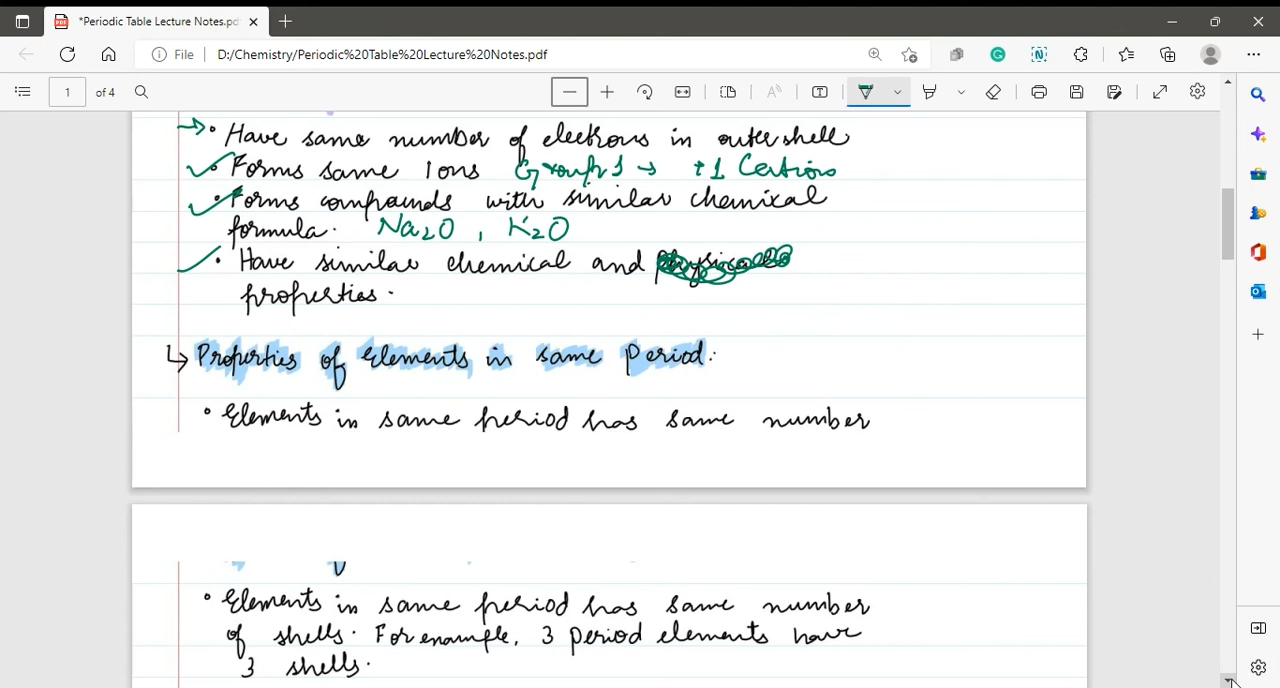 *Periodic Table Lecture Notes.pd
File D:/Chemistry/Periodic%20Table%20Lecture%20Notes.pdf
1 of 4
→ • Have same number of electrons in outershell
• Forms same Ions Group 1 → +1 Cations
• Forms compounds with similar chemical
formula. Na₂O , K₂O
• Have similar chemical and
properties.
↳ Properties of Elements in same Period.
• Elements in same period has same number
• Elements in same period has same number
of shells. For example, 3 period elements have
3 shells.